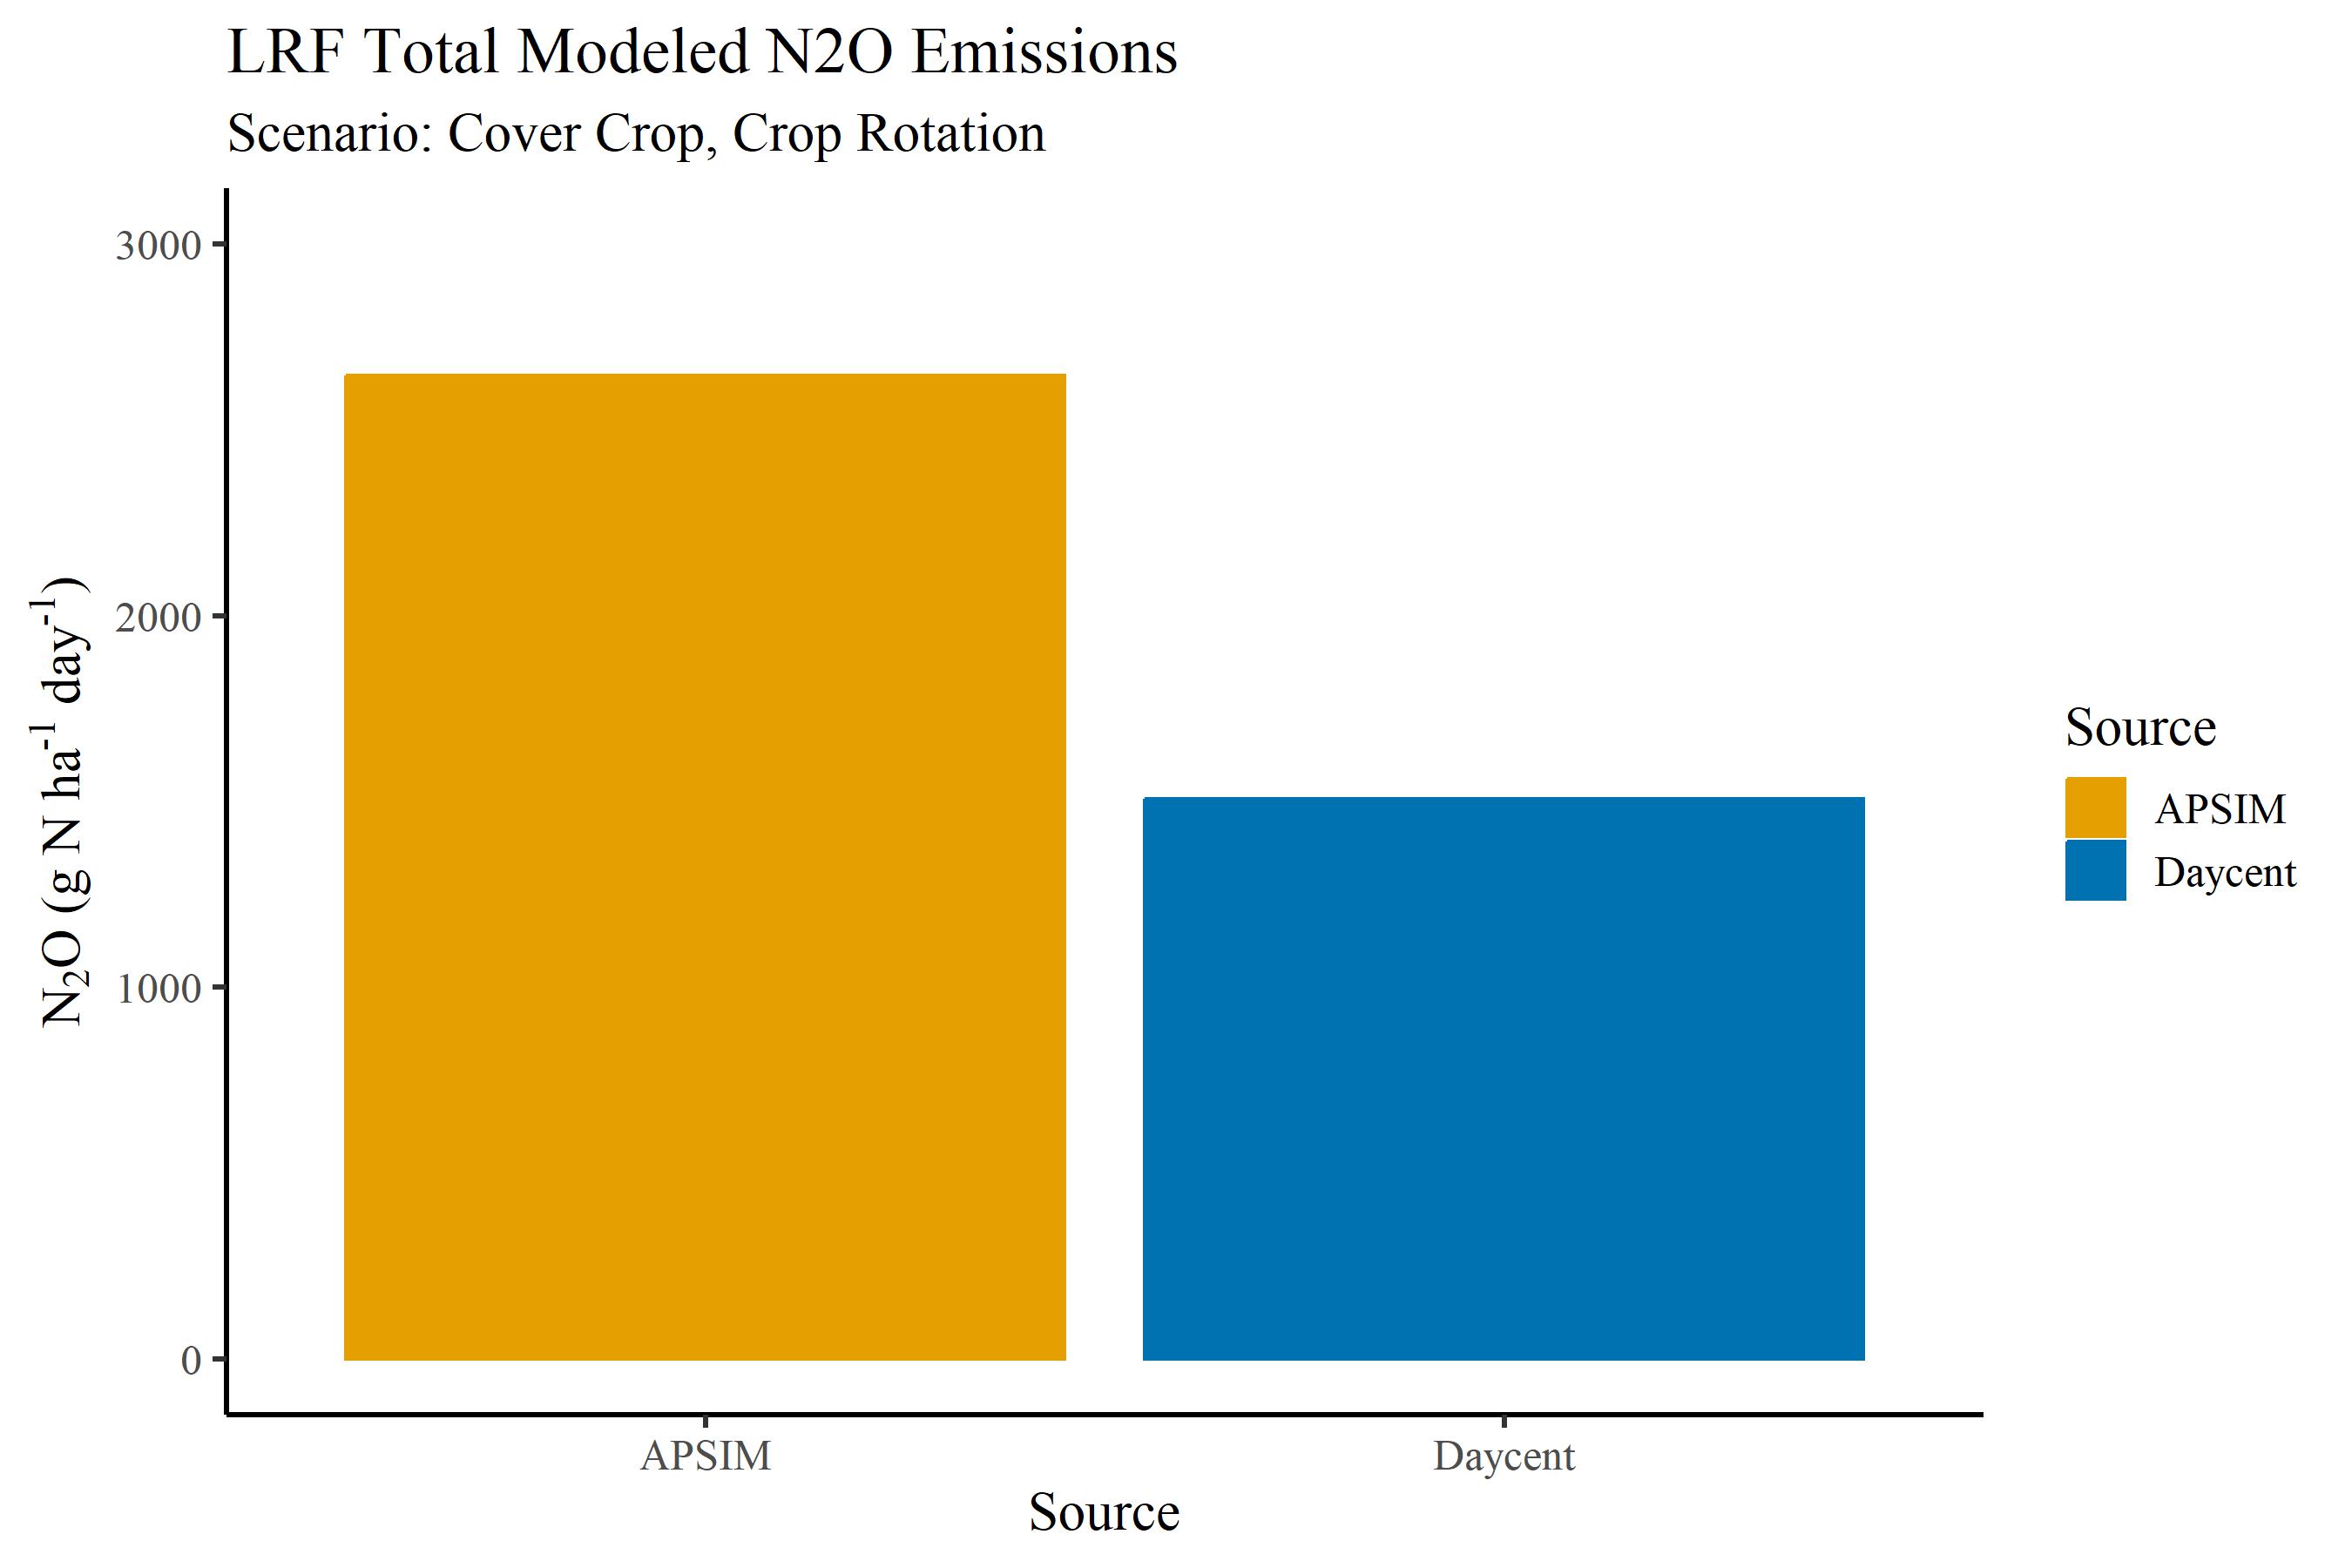 LRF Total Modeled N2O Emissions
Scenario: Cover Crop, Crop Rotation
N₂O (g N ha⁻¹ day⁻¹)
3000
2000
1000
0
APSIM
Daycent
Source
Source
APSIM
Daycent